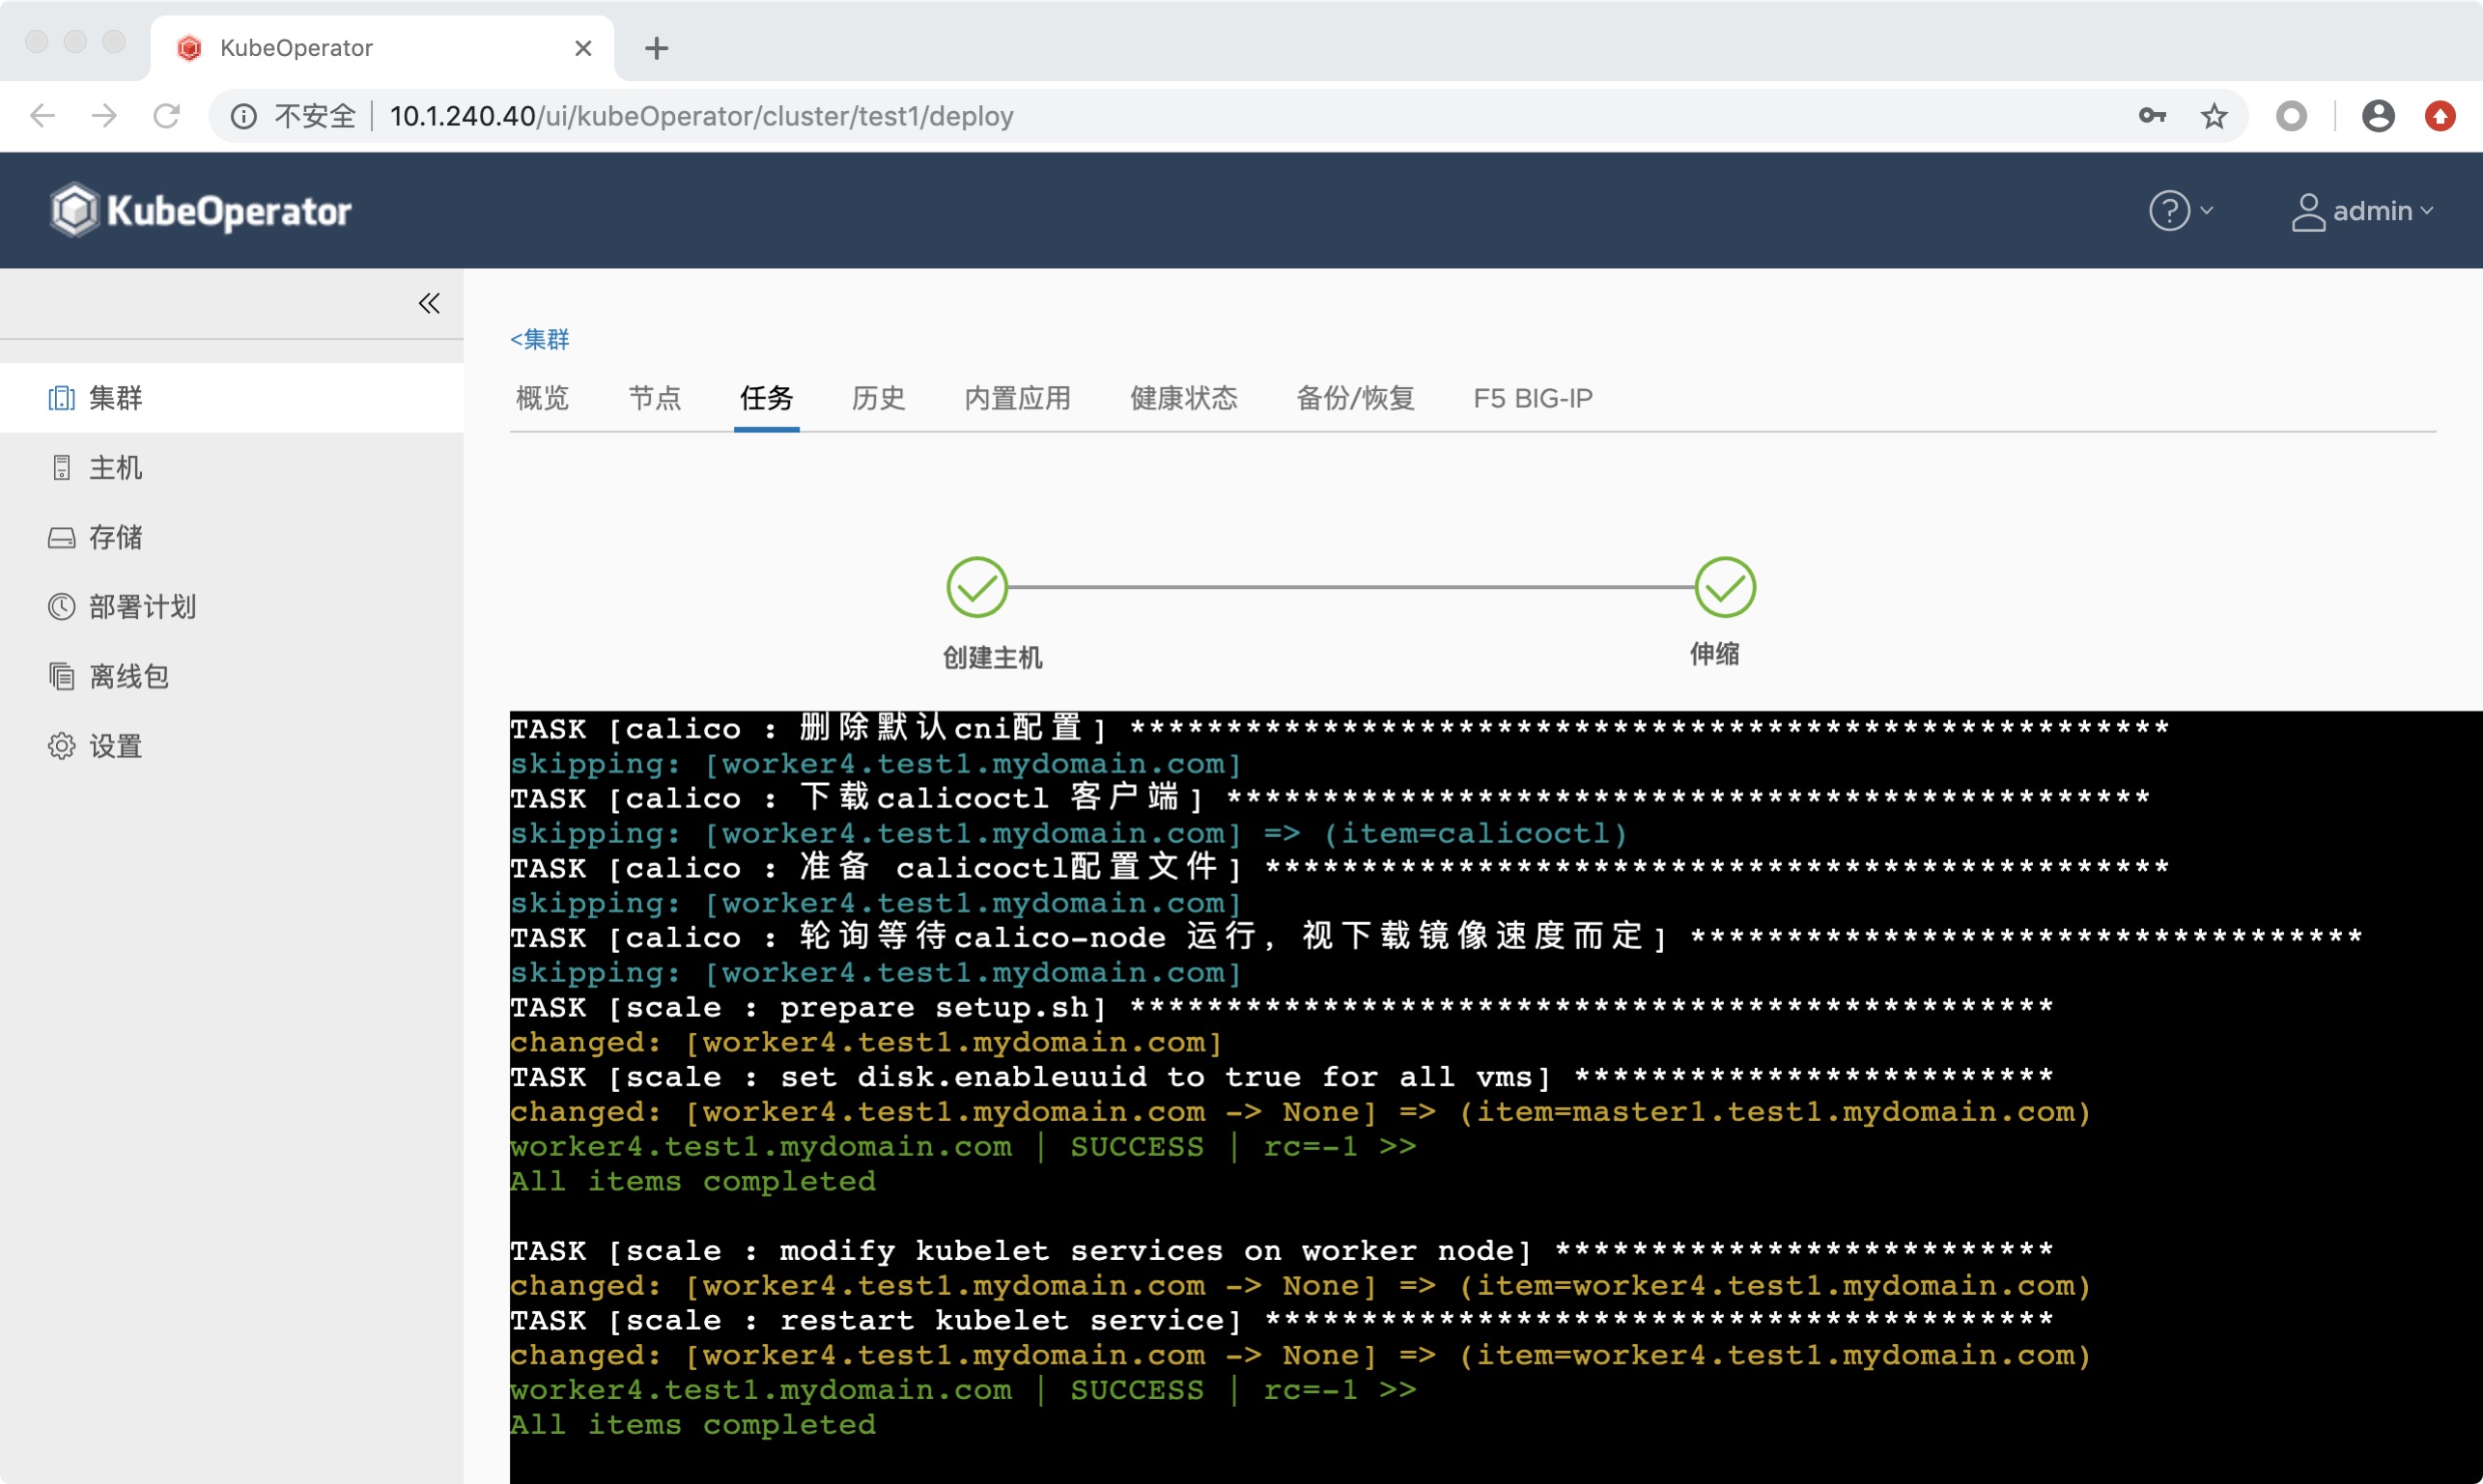 KubeOperator
不安全 | 10.1.240.40/ui/kubeOperator/cluster/test1/deploy
KubeOperator
admin
<集群
集群
主机
存储
部署计划
离线包
设置
概览 节点 任务 历史 内置应用 健康状态 备份/恢复 F5 BIG-IP
创建主机 伸缩
TASK [calico : 删除默认cni配置] ******************************************************
skipping: [worker4.test1.mydomain.com]
TASK [calico : 下载calicoctl 客户端] ************************************************
skipping: [worker4.test1.mydomain.com] => (item=calicoctl)
TASK [calico : 准备 calicoctl配置文件] ***********************************************
skipping: [worker4.test1.mydomain.com]
TASK [calico : 轮询等待calico-node 运行, 视下载镜像速度而定] ***********************************
skipping: [worker4.test1.mydomain.com]
TASK [scale : prepare setup.sh] ************************************************
changed: [worker4.test1.mydomain.com]
TASK [scale : set disk.enableuuid to true for all vms] *************************
changed: [worker4.test1.mydomain.com -> None] => (item=master1.test1.mydomain.com)
worker4.test1.mydomain.com | SUCCESS | rc=-1 >>
All items completed
TASK [scale : modify kubelet services on worker node] **************************
changed: [worker4.test1.mydomain.com -> None] => (item=worker4.test1.mydomain.com)
TASK [scale : restart kubelet service] *****************************************
changed: [worker4.test1.mydomain.com -> None] => (item=worker4.test1.mydomain.com)
worker4.test1.mydomain.com | SUCCESS | rc=-1 >>
All items completed